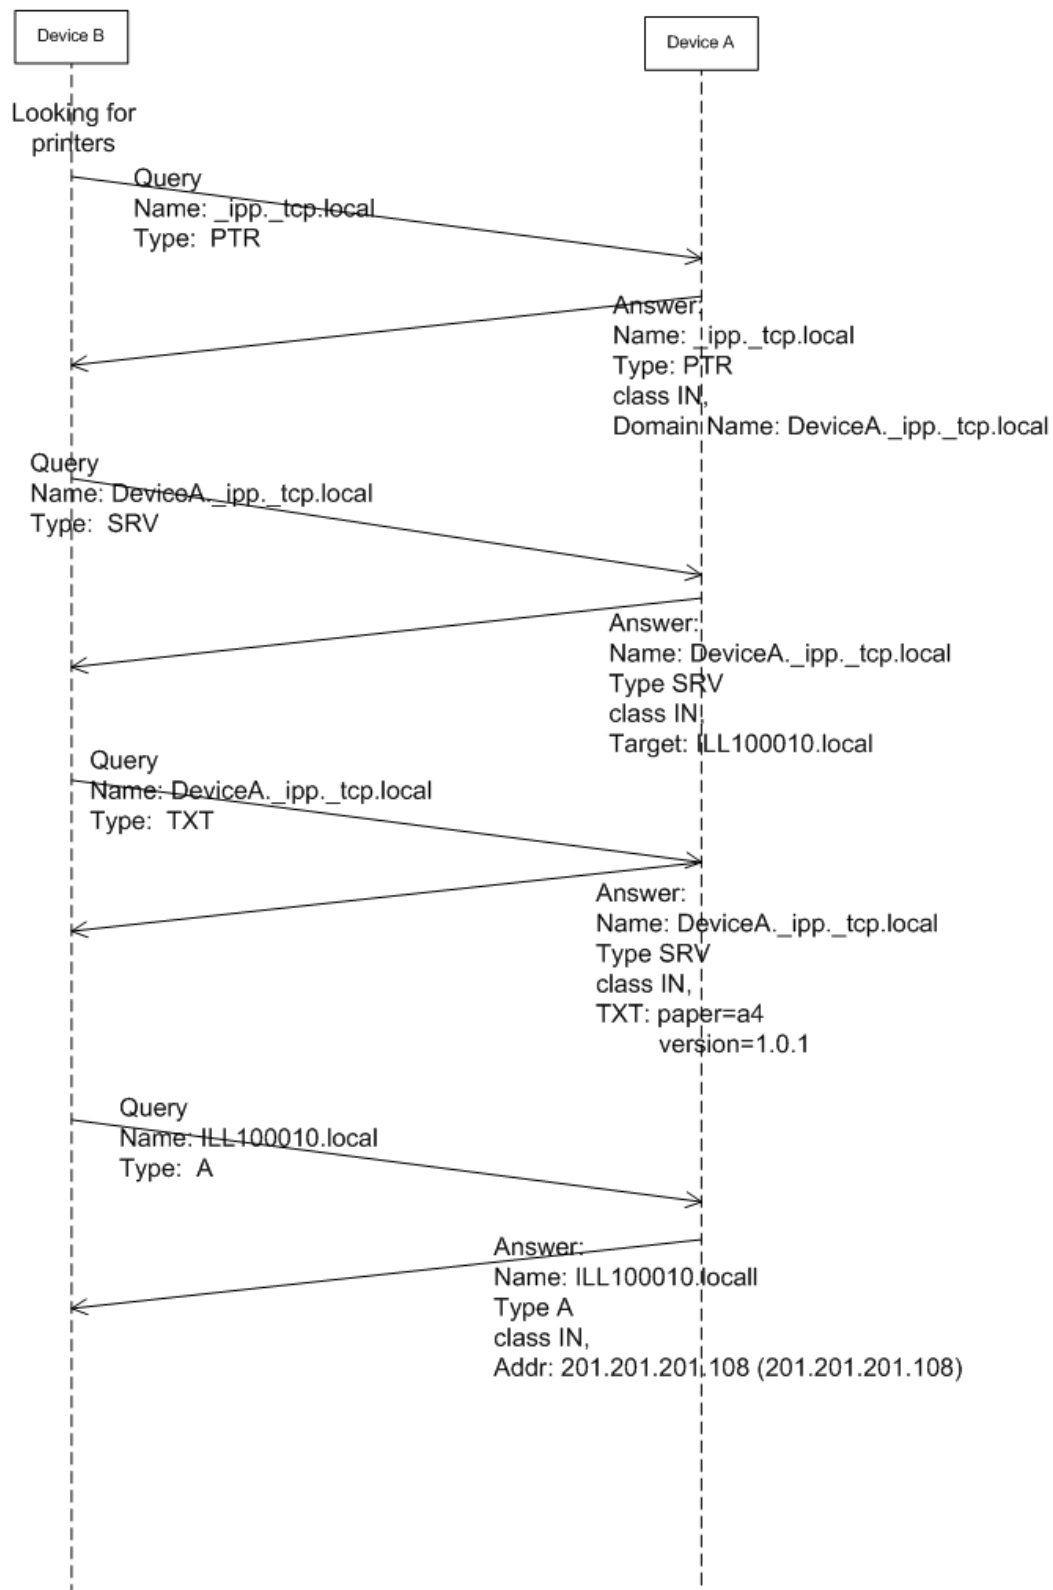 Device B
Device A
Looking for
printers
Query
Name: _ipp._tcp.local
Type:  PTR
Answer:
Name: _ipp._tcp.local
Type: PTR
class IN,
Domain Name: DeviceA._ipp._tcp.local
Query
Name: DeviceA._ipp._tcp.local
Type:  SRV
Answer:
Name: DeviceA._ipp._tcp.local
Type SRV
class IN,
Target: ILL100010.local
Query
Name: DeviceA._ipp._tcp.local
Type:  TXT
Answer:
Name: DeviceA._ipp._tcp.local
Type SRV
class IN,
TXT: paper=a4
version=1.0.1
Query
Name: ILL100010.local
Type:  A
Answer:
Name: ILL100010.locall
Type A
class IN,
Addr: 201.201.201.108 (201.201.201.108)